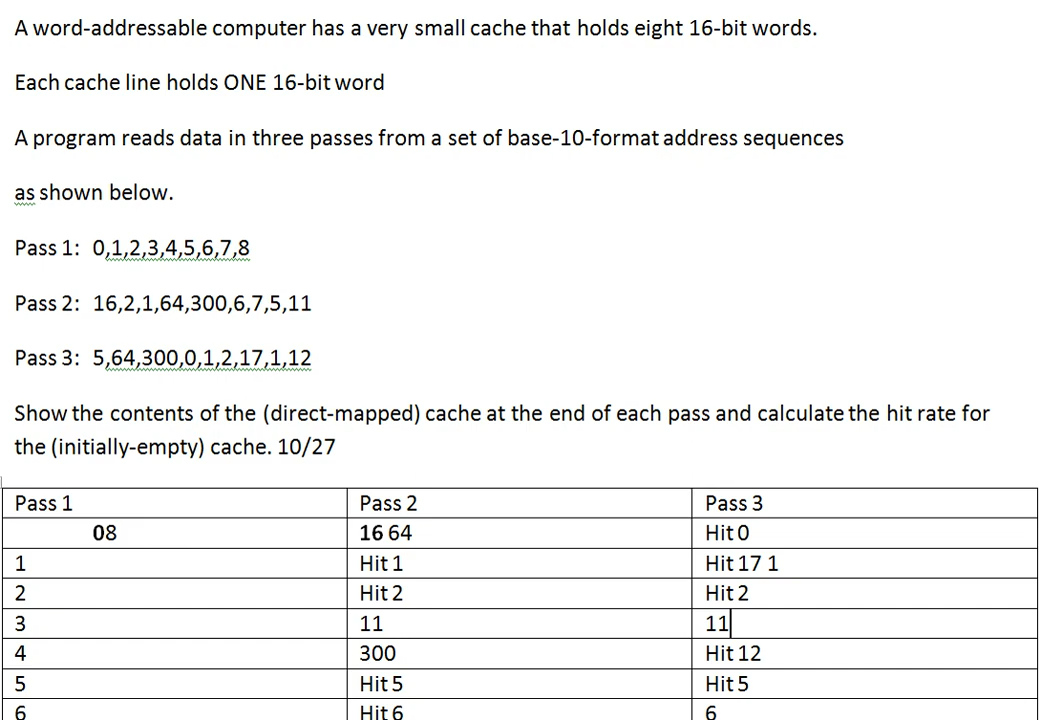 A word-addressable computer has a very small cache that holds eight 16-bit words.
Each cache line holds ONE 16-bit word
A program reads data in three passes from a set of base-10-format address sequences
as shown below.
Pass 1:  0,1,2,3,4,5,6,7,8
Pass 2:  16,2,1,64,300,6,7,5,11
Pass 3:  5,64,300,0,1,2,17,1,12
Show the contents of the (direct-mapped) cache at the end of each pass and calculate the hit rate for
the (initially-empty) cache. 10/27
Pass 1 Pass 2 Pass 3
08 16 64 Hit 0
1 Hit 1 Hit 17 1
2 Hit 2 Hit 2
3 11 11
4 300 Hit 12
5 Hit 5 Hit 5
6 Hit 6 6